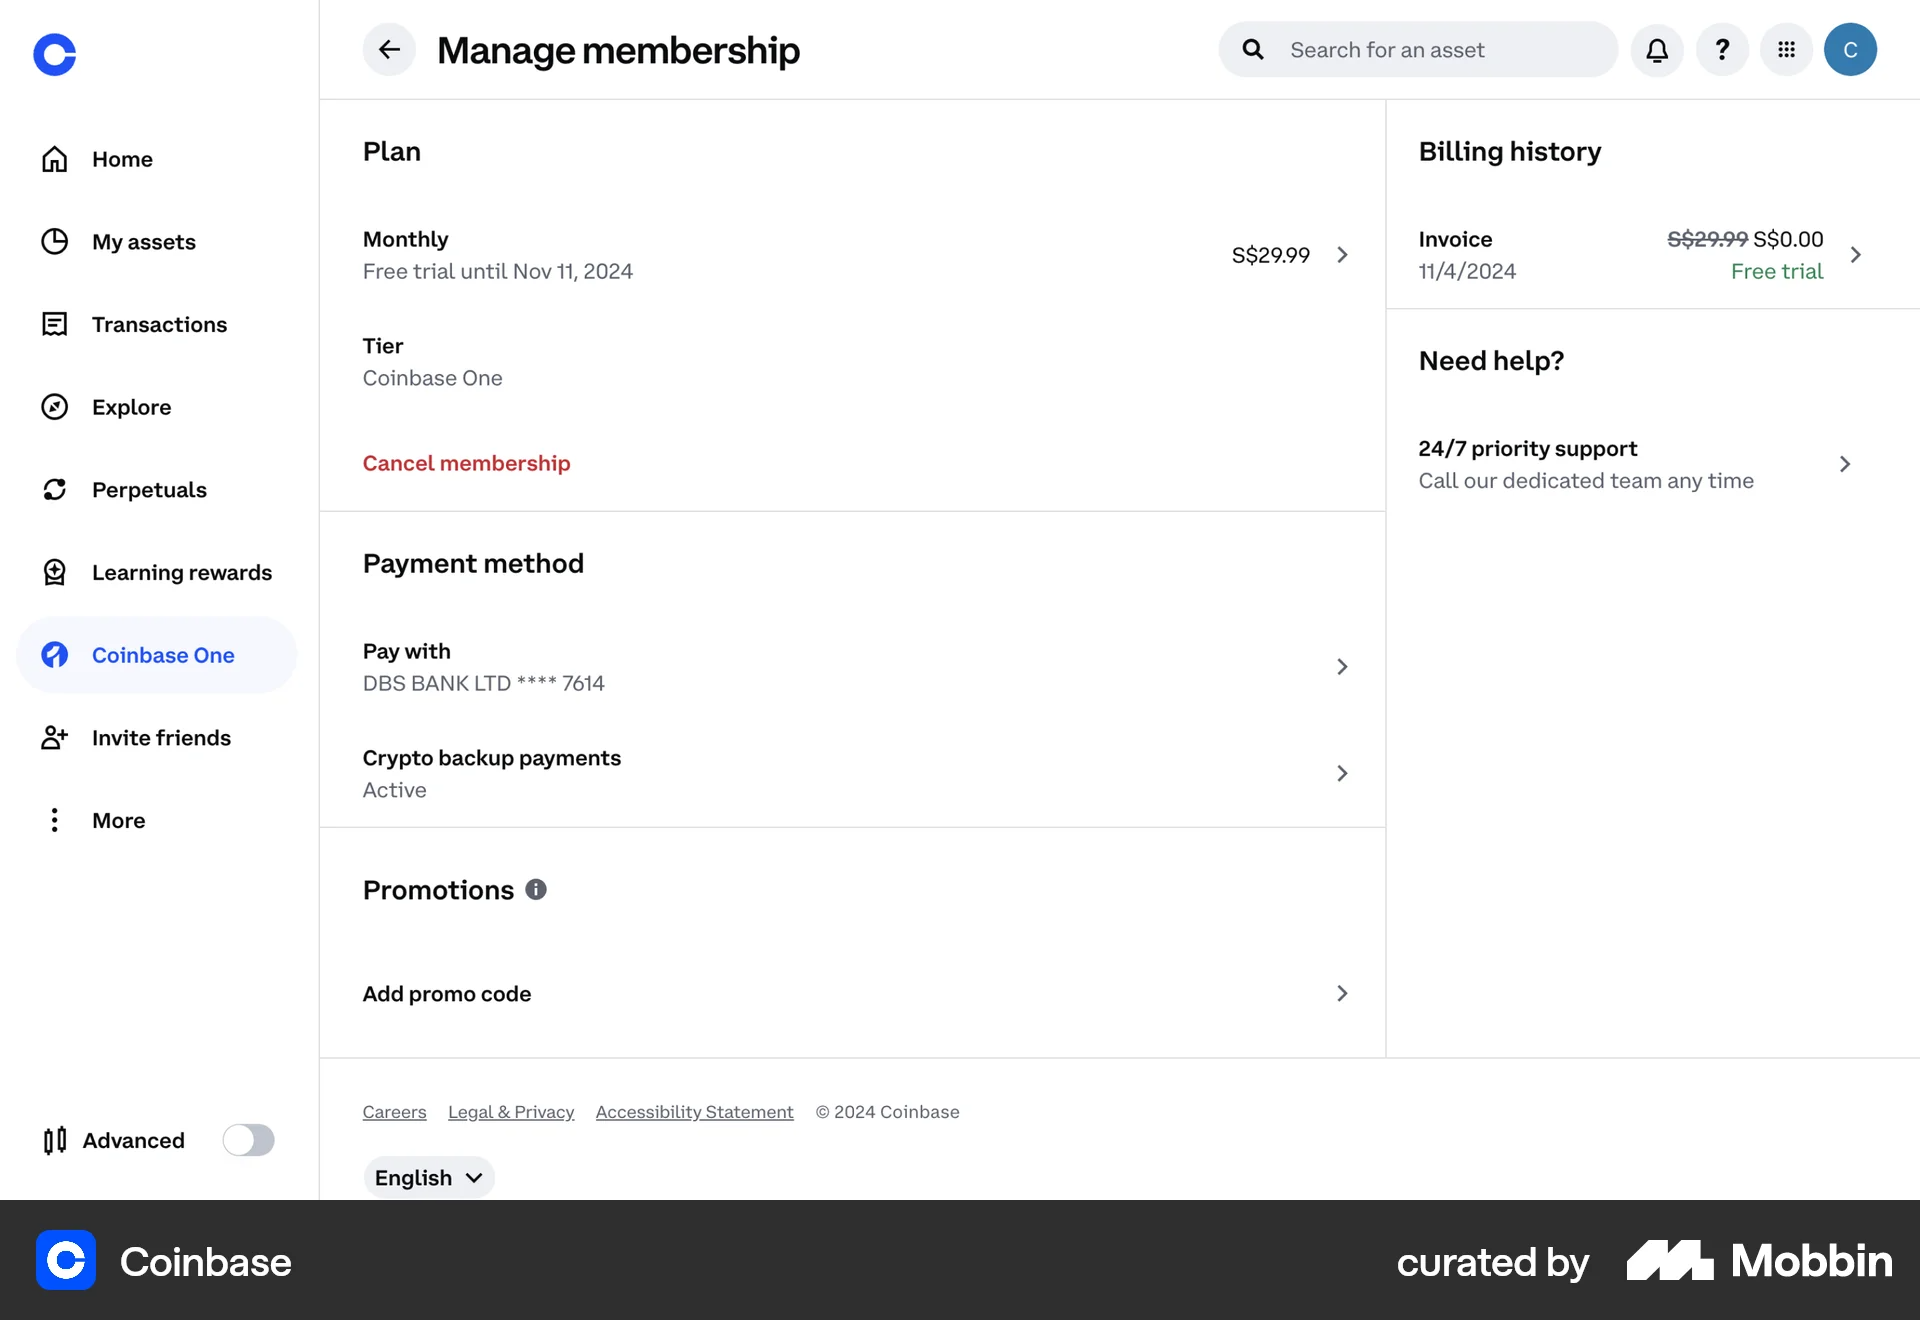 Manage membership
Search for an asset
C
Home
My assets
Transactions
Explore
Perpetuals
Learning rewards
Coinbase One
Invite friends
More
Advanced
Plan
Monthly
Free trial until Nov 11, 2024
S$29.99
Tier
Coinbase One
Cancel membership
Payment method
Pay with
DBS BANK LTD **** 7614
Crypto backup payments
Active
Promotions
Add promo code
Billing history
Invoice
S$29.99 S$0.00
11/4/2024
Free trial
Need help?
24/7 priority support
Call our dedicated team any time
Careers Legal & Privacy Accessibility Statement © 2024 Coinbase
English
Coinbase
curated by Mobbin